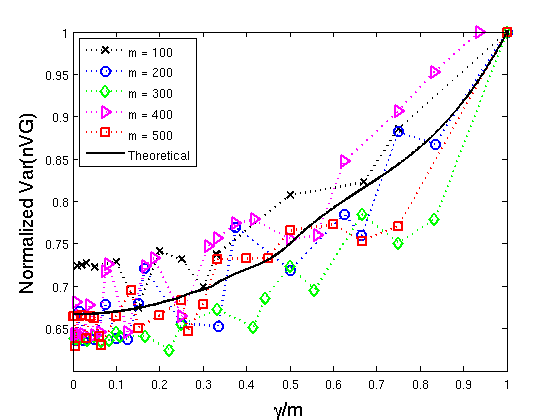 1
0.95
0.9
0.85
0.8
0.75
0.7
0.65
Normalized Var(nVG)
m = 100
m = 200
m = 300
m = 400
m = 500
Theoretical
0 0.1 0.2 0.3 0.4 0.5 0.6 0.7 0.8 0.9 1
γ/m